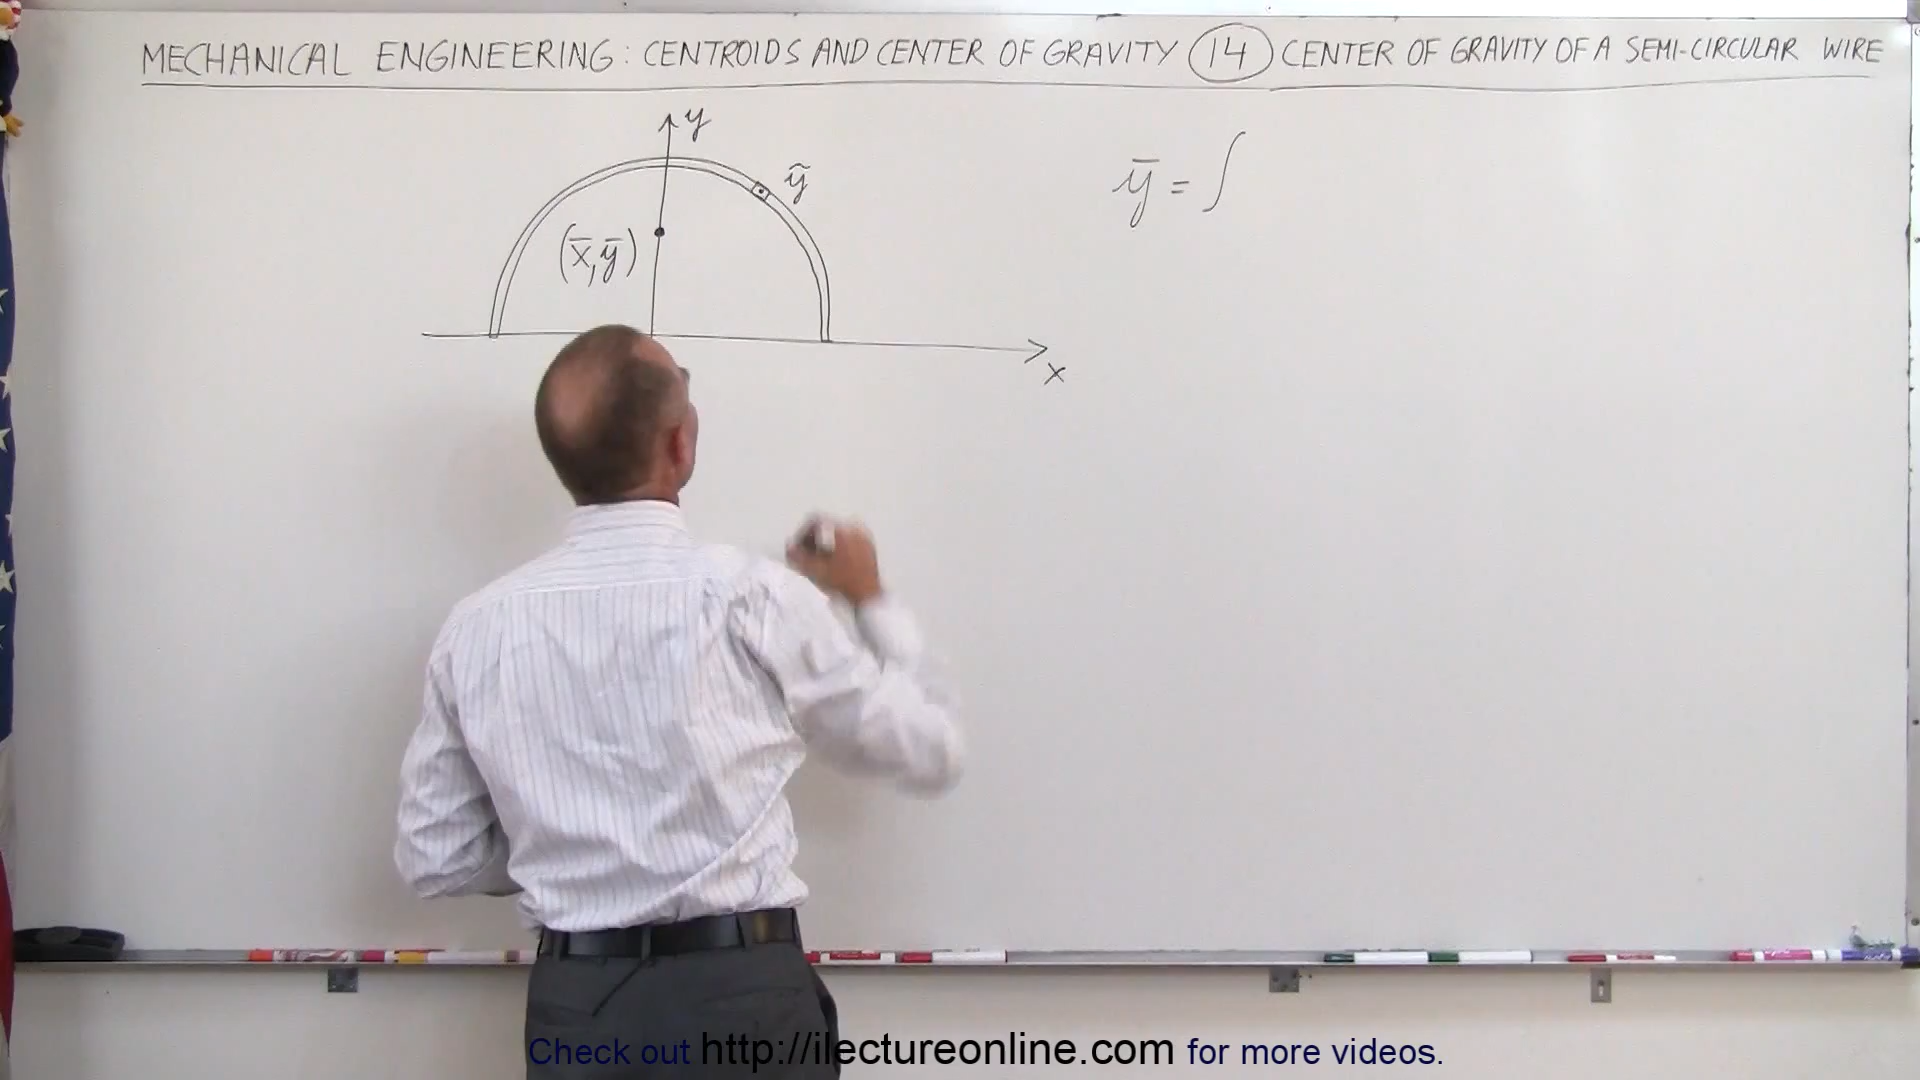 MECHANICAL ENGINEERING: CENTROIDS AND CENTER OF GRAVITY (14) CENTER OF GRAVITY OF A SEMI-CIRCULAR WIRE
y
ỹ
ȳ = ∫
(x̄, ȳ)
x
Check out http://ilectureonline.com for more videos.